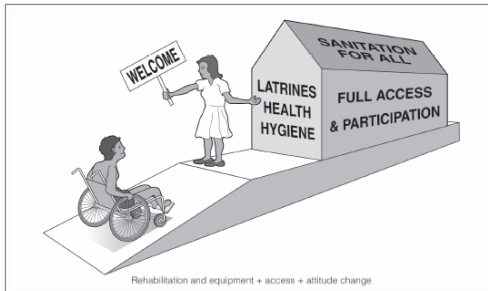 WELCOME
SANITATION
FOR ALL
LATRINES
HEALTH
HYGIENE
FULL ACCESS
& PARTICIPATION
Rehabilitation and equipment + access + attitude change